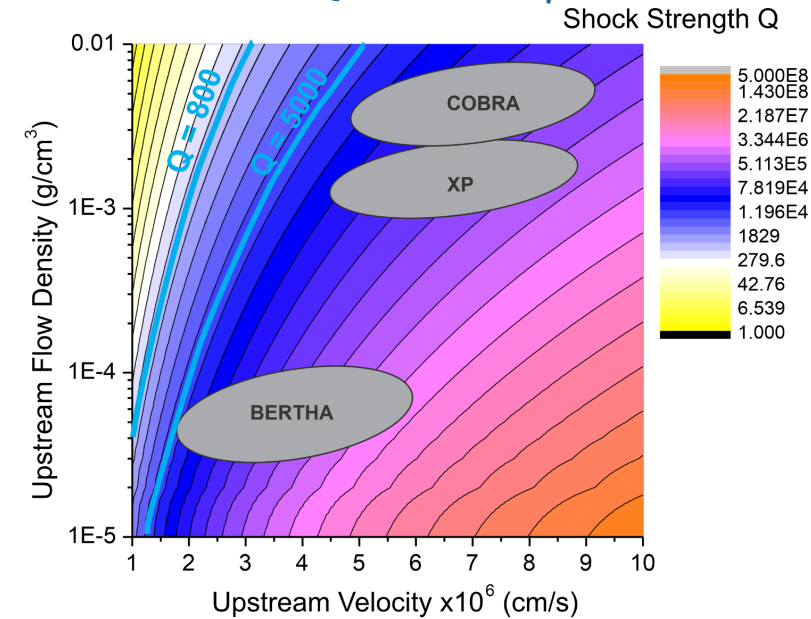 Shock Strength Q
0.01
1E-3
1E-4
1E-5
Upstream Flow Density (g/cm³)
Q = 800
Q = 5000
COBRA
XP
BERTHA
1 2 3 4 5 6 7 8 9 10
Upstream Velocity x10⁶ (cm/s)
5.000E8
1.430E8
2.187E7
3.344E6
5.113E5
7.819E4
1.196E4
1829
279.6
42.76
6.539
1.000